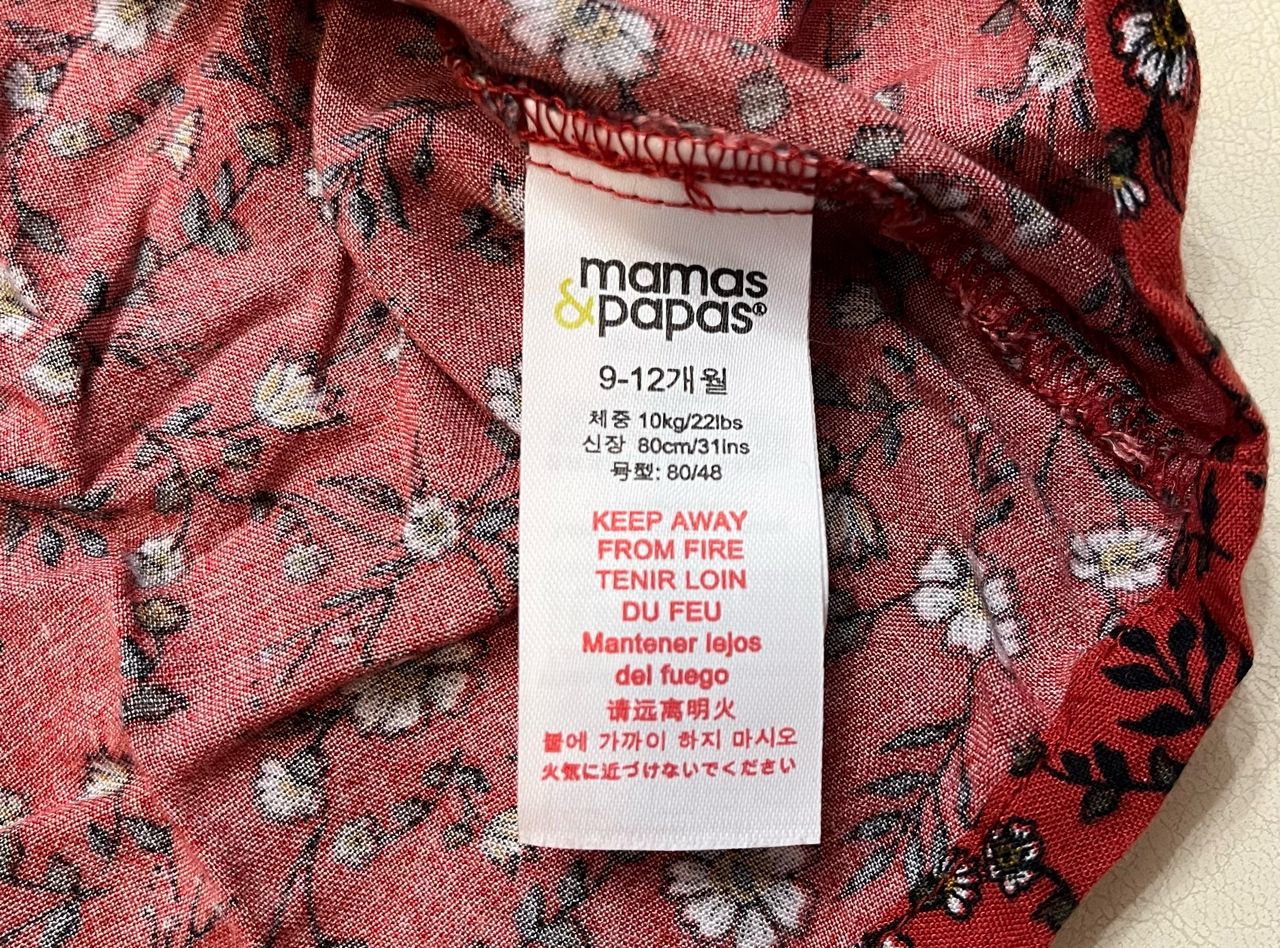 mamas
&papas®
9-12개월
체중 10kg/22lbs
신장 80cm/31ins
号型: 80/48
KEEP AWAY
FROM FIRE
TENIR LOIN
DU FEU
Mantener lejos
del fuego
请远离明火
불에 가까이 하지 마시오
火気に近づけないでください